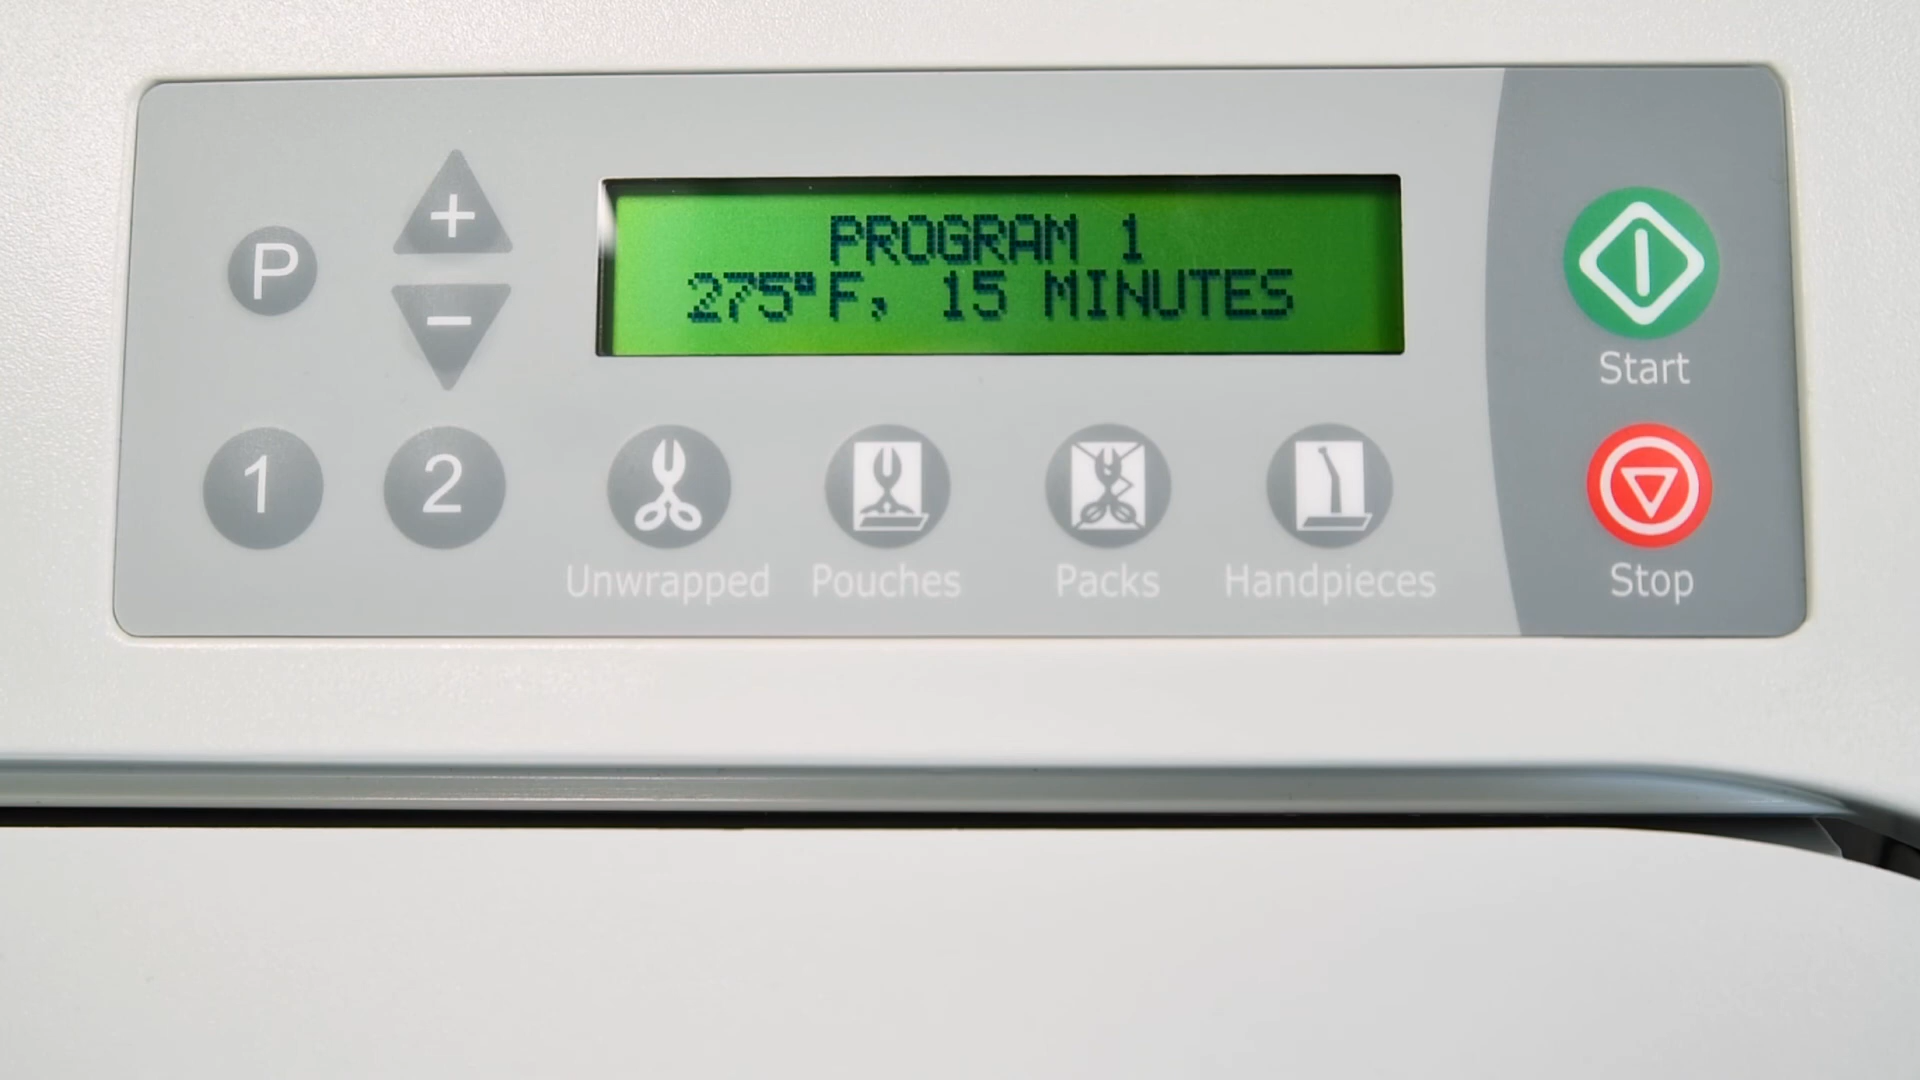 PROGRAM 1
275°F, 15 MINUTES
P
+
−
Start
1
2
Unwrapped
Pouches
Packs
Handpieces
Stop